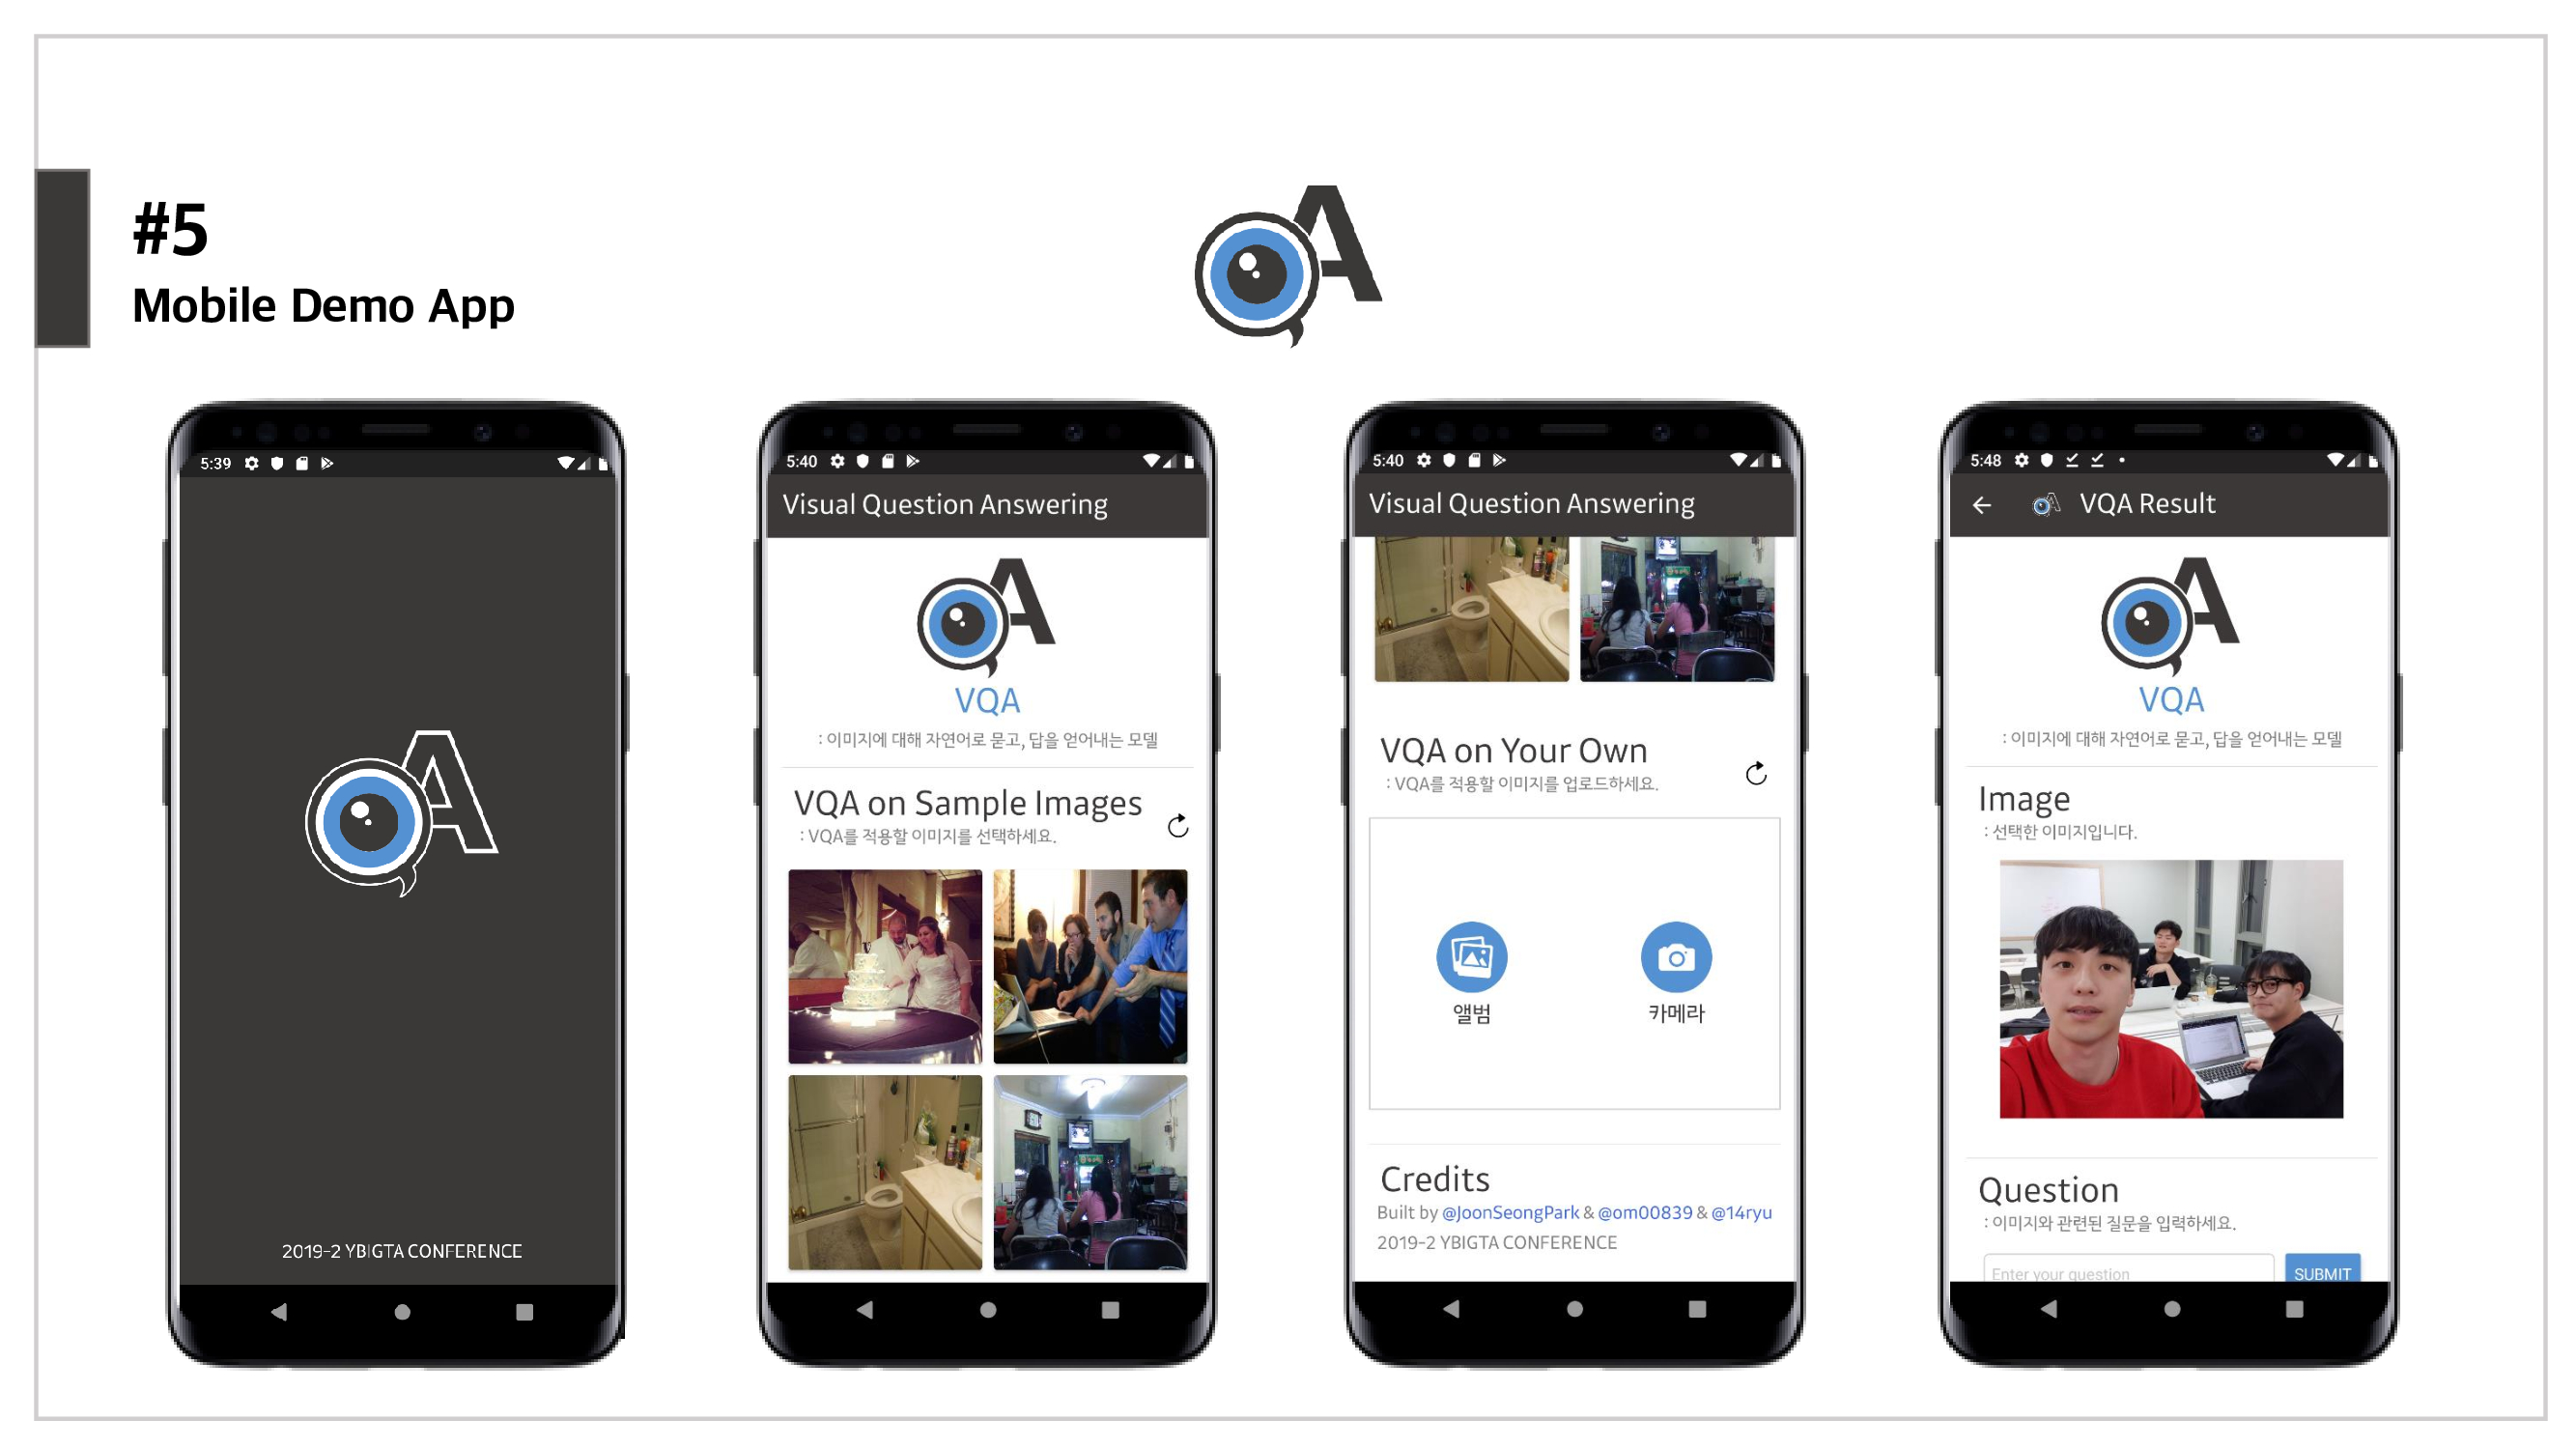 #5
Mobile Demo App
5:39
2019-2 YBIGTA CONFERENCE
5:40
Visual Question Answering
VQA
: 이미지에 대해 자연어로 묻고, 답을 얻어내는 모델
VQA on Sample Images
: VQA를 적용할 이미지를 선택하세요.
5:40
Visual Question Answering
VQA on Your Own
: VQA를 적용할 이미지를 업로드하세요.
앨범
카메라
Credits
Built by @JoonSeongPark & @om00839 & @14ryu
2019-2 YBIGTA CONFERENCE
5:48
VQA Result
VQA
: 이미지에 대해 자연어로 묻고, 답을 얻어내는 모델
Image
: 선택한 이미지입니다.
Question
: 이미지와 관련된 질문을 입력하세요.
Enter your question
SUBMIT